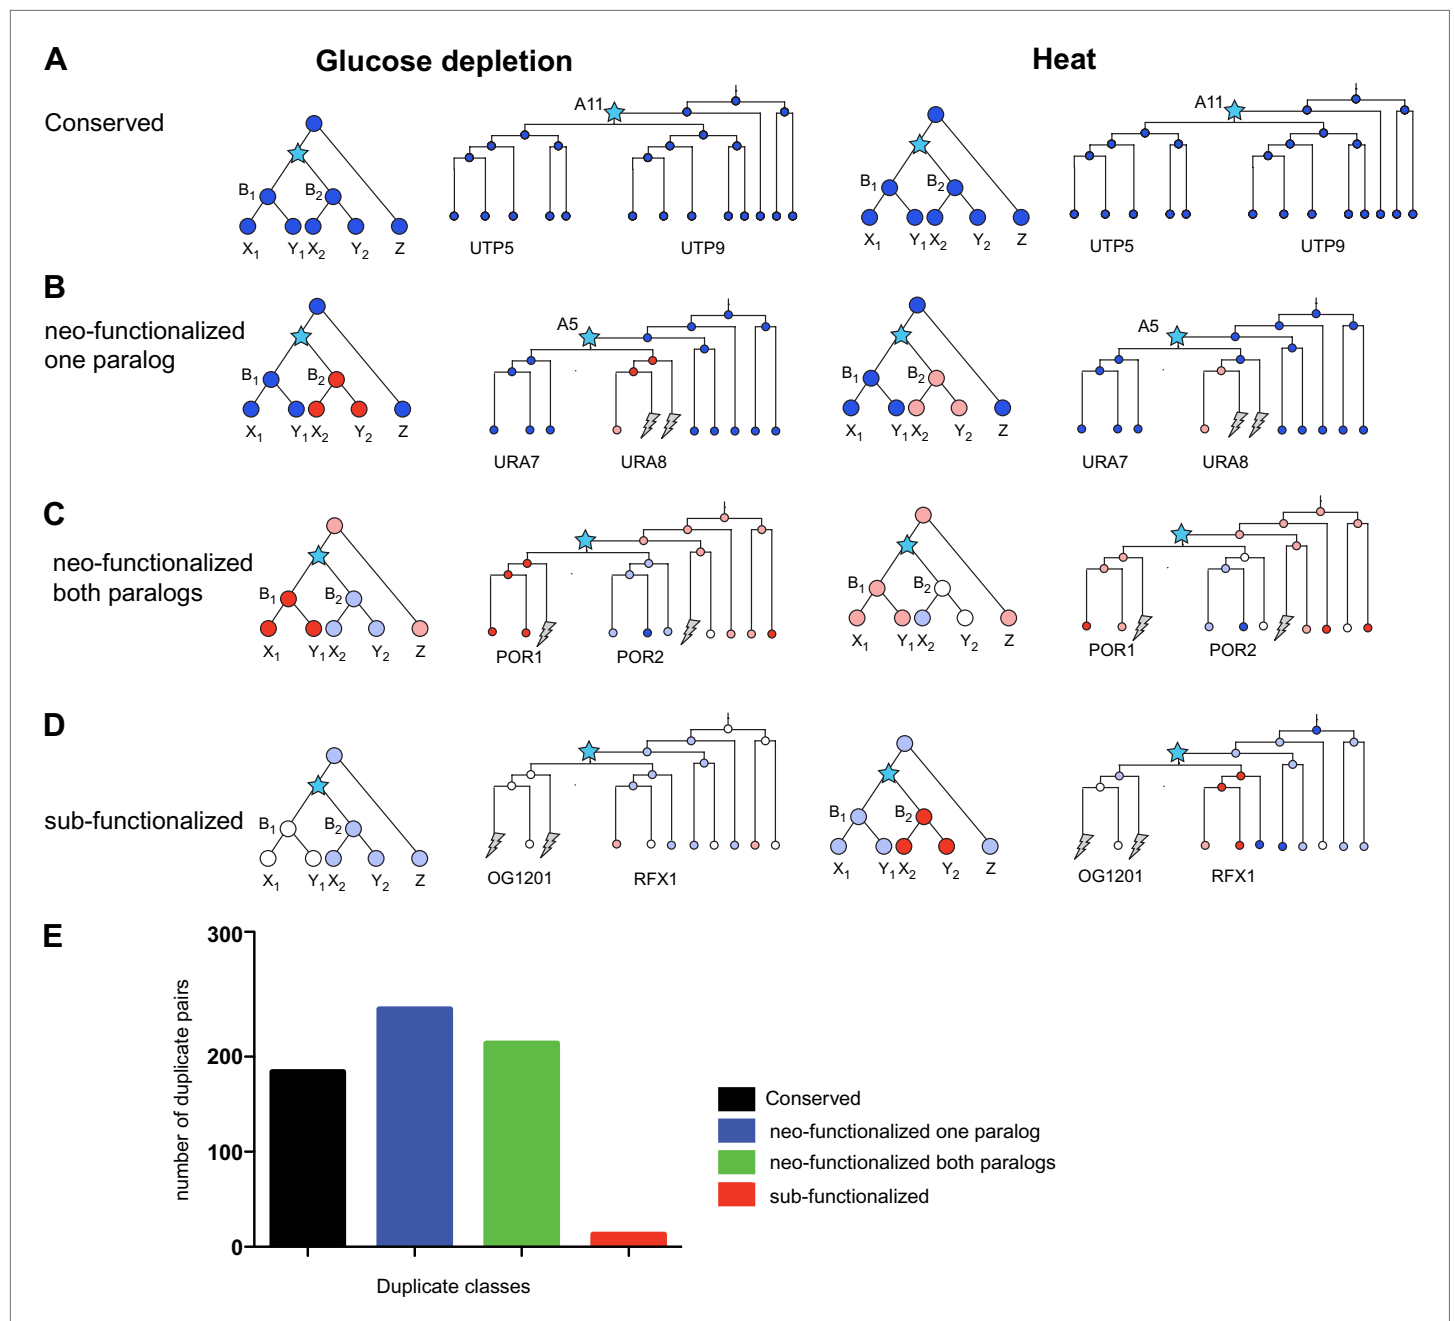 A
Glucose depletion
Heat
Conserved
A11
B1
B2
X1 Y1 X2 Y2 Z
UTP5 UTP9
A11
B1
B2
X1 Y1 X2 Y2 Z
UTP5 UTP9
B
neo-functionalized
one paralog
A5
B1
B2
X1 Y1 X2 Y2 Z
URA7 URA8
A5
B1
B2
X1 Y1 X2 Y2 Z
URA7 URA8
C
neo-functionalized
both paralogs
B1
B2
X1 Y1 X2 Y2 Z
POR1 POR2
B1
B2
X1 Y1 X2 Y2 Z
POR1 POR2
D
sub-functionalized
B1
B2
X1 Y1 X2 Y2 Z
OG1201 RFX1
B1
B2
X1 Y1 X2 Y2 Z
OG1201 RFX1
E
number of duplicate pairs
300
200
100
0
Duplicate classes
Conserved
neo-functionalized one paralog
neo-functionalized both paralogs
sub-functionalized